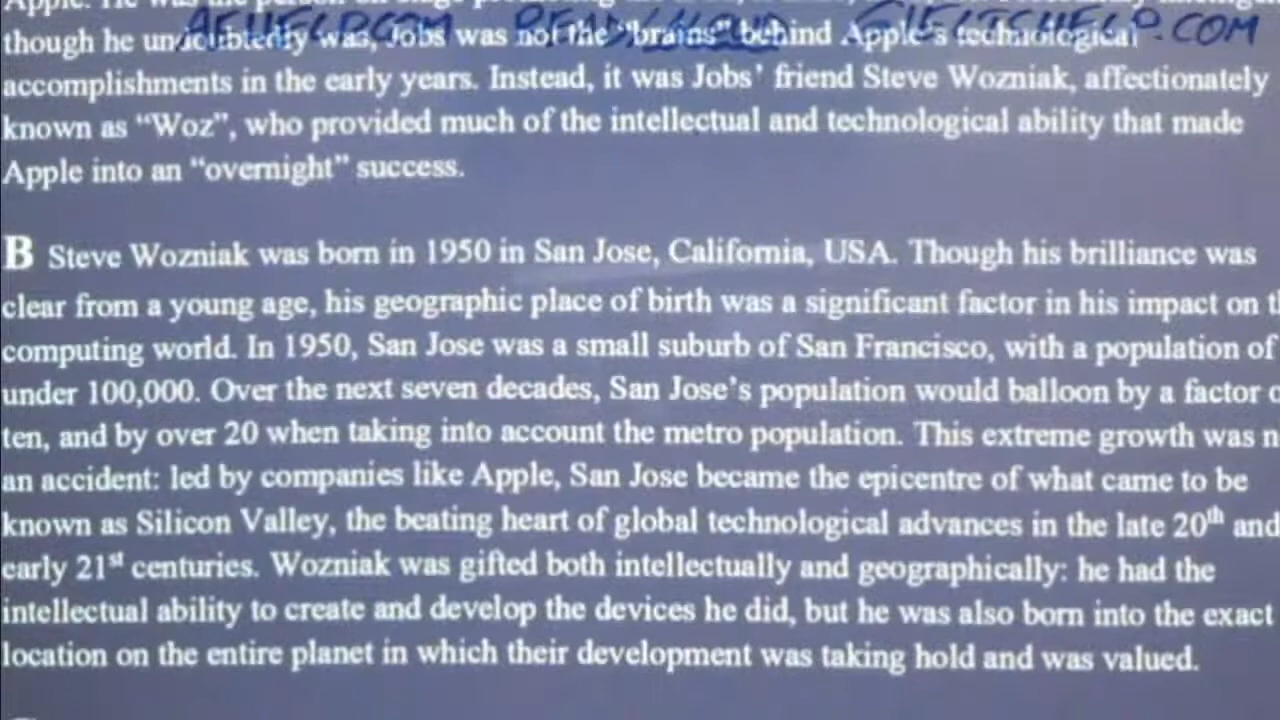 AEHELP.COM READ ALOUD GIELTSHELP.COM
though he undoubtedly was, Jobs was not the “brains” behind Apple’s technological
accomplishments in the early years. Instead, it was Jobs’ friend Steve Wozniak, affectionately
known as “Woz”, who provided much of the intellectual and technological ability that made
Apple into an “overnight” success.
B Steve Wozniak was born in 1950 in San Jose, California, USA. Though his brilliance was
clear from a young age, his geographic place of birth was a significant factor in his impact on
computing world. In 1950, San Jose was a small suburb of San Francisco, with a population of
under 100,000. Over the next seven decades, San Jose’s population would balloon by a factor
ten, and by over 20 when taking into account the metro population. This extreme growth was
an accident: led by companies like Apple, San Jose became the epicentre of what came to be
known as Silicon Valley, the beating heart of global technological advances in the late 20th and
early 21st centuries. Wozniak was gifted both intellectually and geographically: he had the
intellectual ability to create and develop the devices he did, but he was also born into the exact
location on the entire planet in which their development was taking hold and was valued.